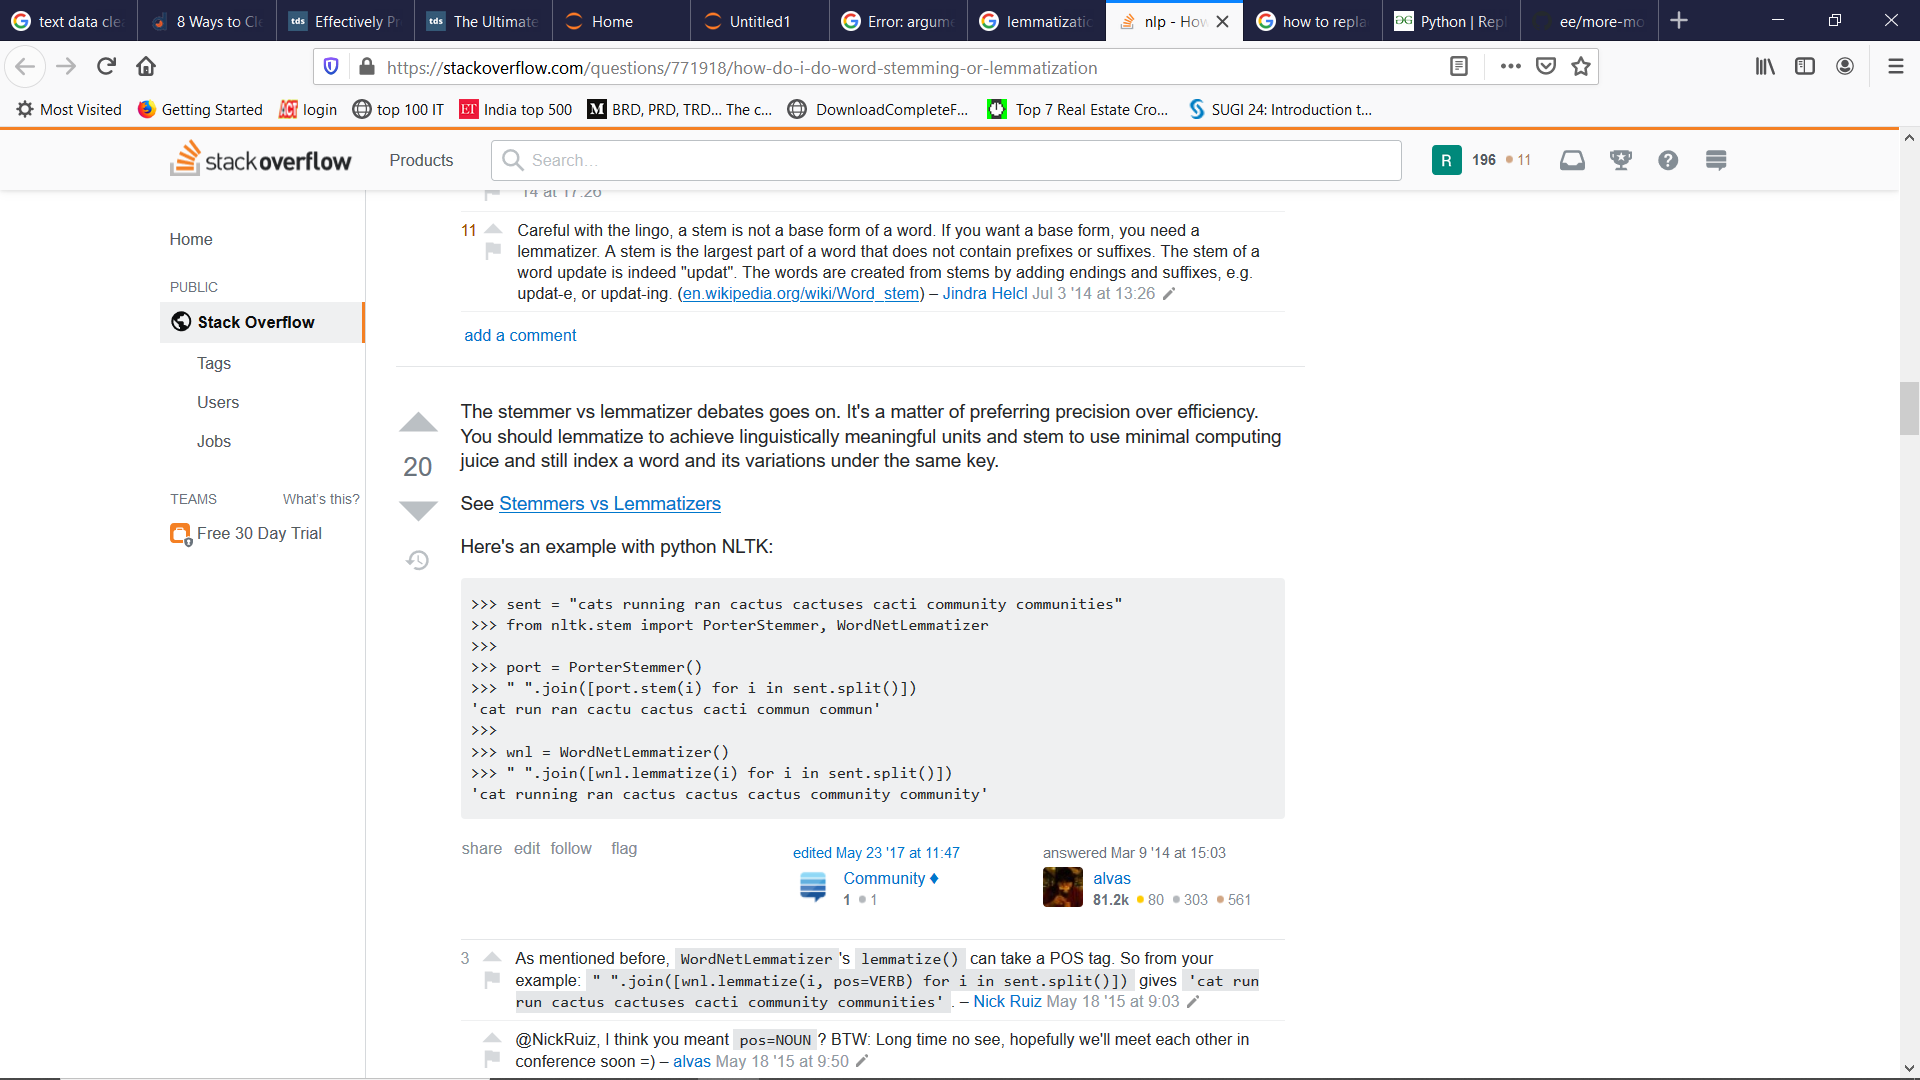 text data cle
8 Ways to Cle
tds Effectively Pr
tds The Ultimate
Home
Untitled1
Error: argume
lemmatizatio
nlp - How
how to repla
Python | Repl
ee/more-mo
https://stackoverflow.com/questions/771918/how-do-i-do-word-stemming-or-lemmatization
Most Visited
Getting Started
ACT login
top 100 IT
ET India top 500
M BRD, PRD, TRD... The c...
DownloadCompleteF...
Top 7 Real Estate Cro...
SUGI 24: Introduction t...
stackoverflow
Products
Search...
R 196 11
14 at 17:26
Home
PUBLIC
Stack Overflow
Tags
Users
Jobs
TEAMS What's this?
Free 30 Day Trial
11 Careful with the lingo, a stem is not a base form of a word. If you want a base form, you need a
lemmatizer. A stem is the largest part of a word that does not contain prefixes or suffixes. The stem of a
word update is indeed "updat". The words are created from stems by adding endings and suffixes, e.g.
updat-e, or updat-ing. (en.wikipedia.org/wiki/Word_stem) – Jindra Helcl Jul 3 '14 at 13:26
add a comment
The stemmer vs lemmatizer debates goes on. It's a matter of preferring precision over efficiency.
You should lemmatize to achieve linguistically meaningful units and stem to use minimal computing
juice and still index a word and its variations under the same key.
20
See Stemmers vs Lemmatizers
Here's an example with python NLTK:
>>> sent = "cats running ran cactus cactuses cacti community communities"
>>> from nltk.stem import PorterStemmer, WordNetLemmatizer
>>>
>>> port = PorterStemmer()
>>> " ".join([port.stem(i) for i in sent.split()])
'cat run ran cactu cactus cacti commun commun'
>>>
>>> wnl = WordNetLemmatizer()
>>> " ".join([wnl.lemmatize(i) for i in sent.split()])
'cat running ran cactus cactus cactus community community'
share edit follow flag
edited May 23 '17 at 11:47
Community ♦
1 1
answered Mar 9 '14 at 15:03
alvas
81.2k 80 303 561
3 As mentioned before, WordNetLemmatizer 's lemmatize() can take a POS tag. So from your
example: " ".join([wnl.lemmatize(i, pos=VERB) for i in sent.split()]) gives 'cat run
run cactus cactuses cacti community communities' . – Nick Ruiz May 18 '15 at 9:03
@NickRuiz, I think you meant pos=NOUN ? BTW: Long time no see, hopefully we'll meet each other in
conference soon =) – alvas May 18 '15 at 9:50